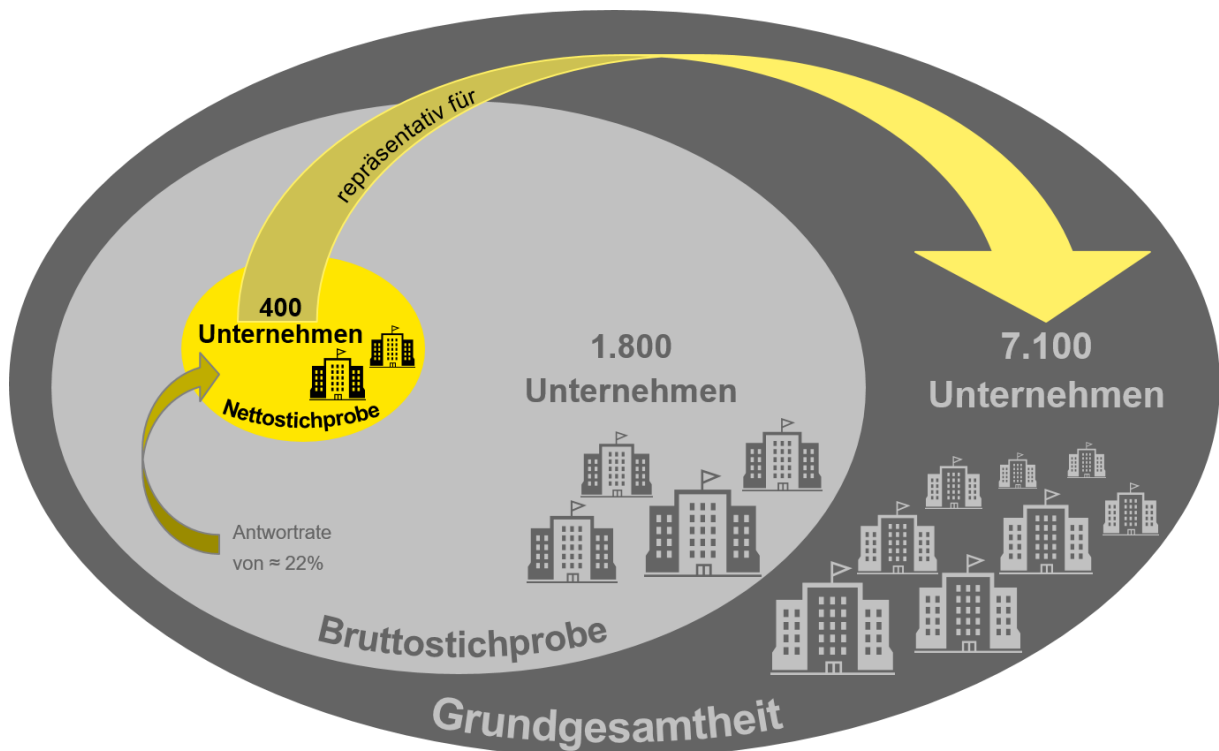 repräsentativ für
400
Unternehmen
Nettostichprobe
Antwortrate
von ≈ 22%
1.800
Unternehmen
Bruttostichprobe
7.100
Unternehmen
Grundgesamtheit